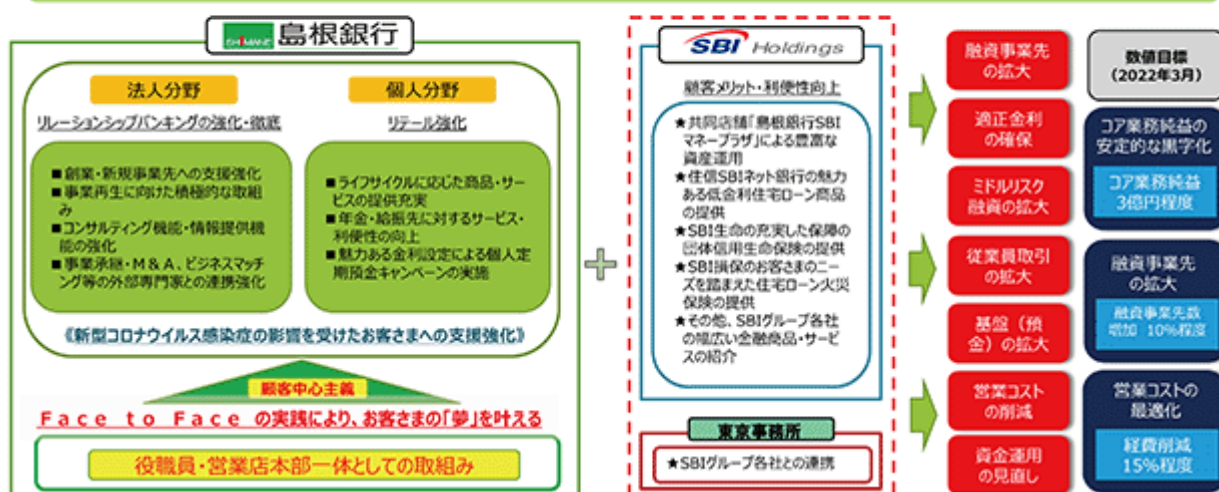 SHIMANE 島根銀行
法人分野
リレーションシップバンキングの強化・徹底
■創業・新規事業先への支援強化
■事業再生に向けた積極的な取組
み
■コンサルティング機能・情報提供機
能の強化
■事業承継・M&A、ビジネスマッチ
ング等の外部専門家との連携強化
個人分野
リテール強化
■ライフサイクルに応じた商品・サー
ビスの提供充実
■年金・給振先に対するサービス・
利便性の向上
■魅力ある金利設定による個人定
期預金キャンペーンの実施
《新型コロナウイルス感染症の影響を受けたお客さまへの支援強化》
顧客中心主義
Face to Face の実践により、お客さまの「夢」を叶える
役職員・営業店本部一体としての取組み
SBI Holdings
顧客メリット・利便性向上
★共同店舗「島根銀行SBI
マネープラザ」による豊富な
資産運用
★住信SBIネット銀行の魅力
ある低金利住宅ローン商品
の提供
★SBI生命の充実した保障の
団体信用生命保険の提供
★SBI損保のお客さまのニー
ズを踏まえた住宅ローン火災
保険の提供
★その他、SBIグループ各社
の幅広い金融商品・サービ
スの紹介
東京事務所
★SBIグループ各社との連携
融資事業先
の拡大
適正金利
の確保
ミドルリスク
融資の拡大
従業員取引
の拡大
基盤（預
金）の拡大
営業コスト
の削減
資金運用
の見直し
数値目標
（2022年3月）
コア業務純益の
安定的な黒字化
コア業務純益
3億円程度
融資事業先
の拡大
融資事業先数
増加 10%程度
営業コストの
最適化
経費削減
15%程度